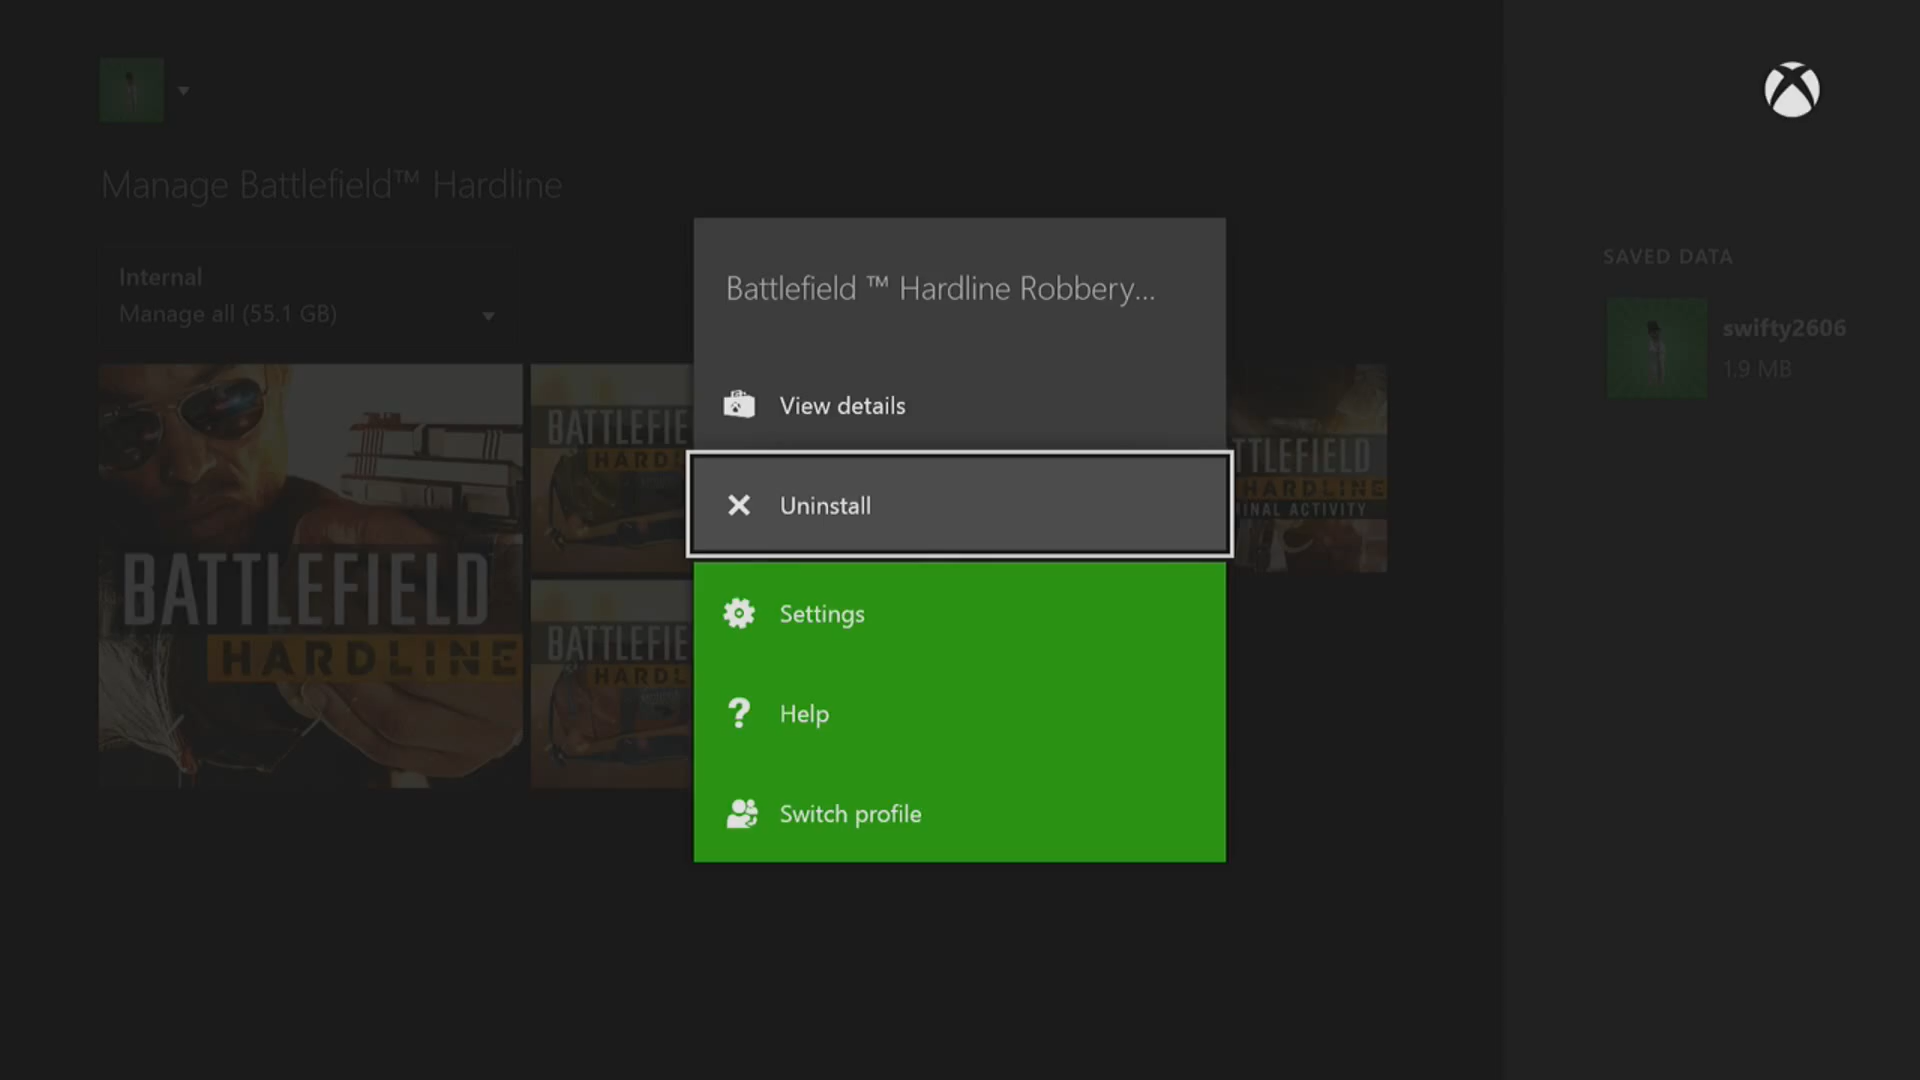 Manage Battlefield™ Hardline
Internal
Manage all (55.1 GB)
BATTLEFIELD
HARDLINE
BATTLEFIE
HARDL
BATTLEFIE
HARDL
TTLEFIELD
HARDLINE
INAL ACTIVITY
Battlefield ™ Hardline Robbery...
View details
Uninstall
Settings
Help
Switch profile
SAVED DATA
swifty2606
1.9 MB